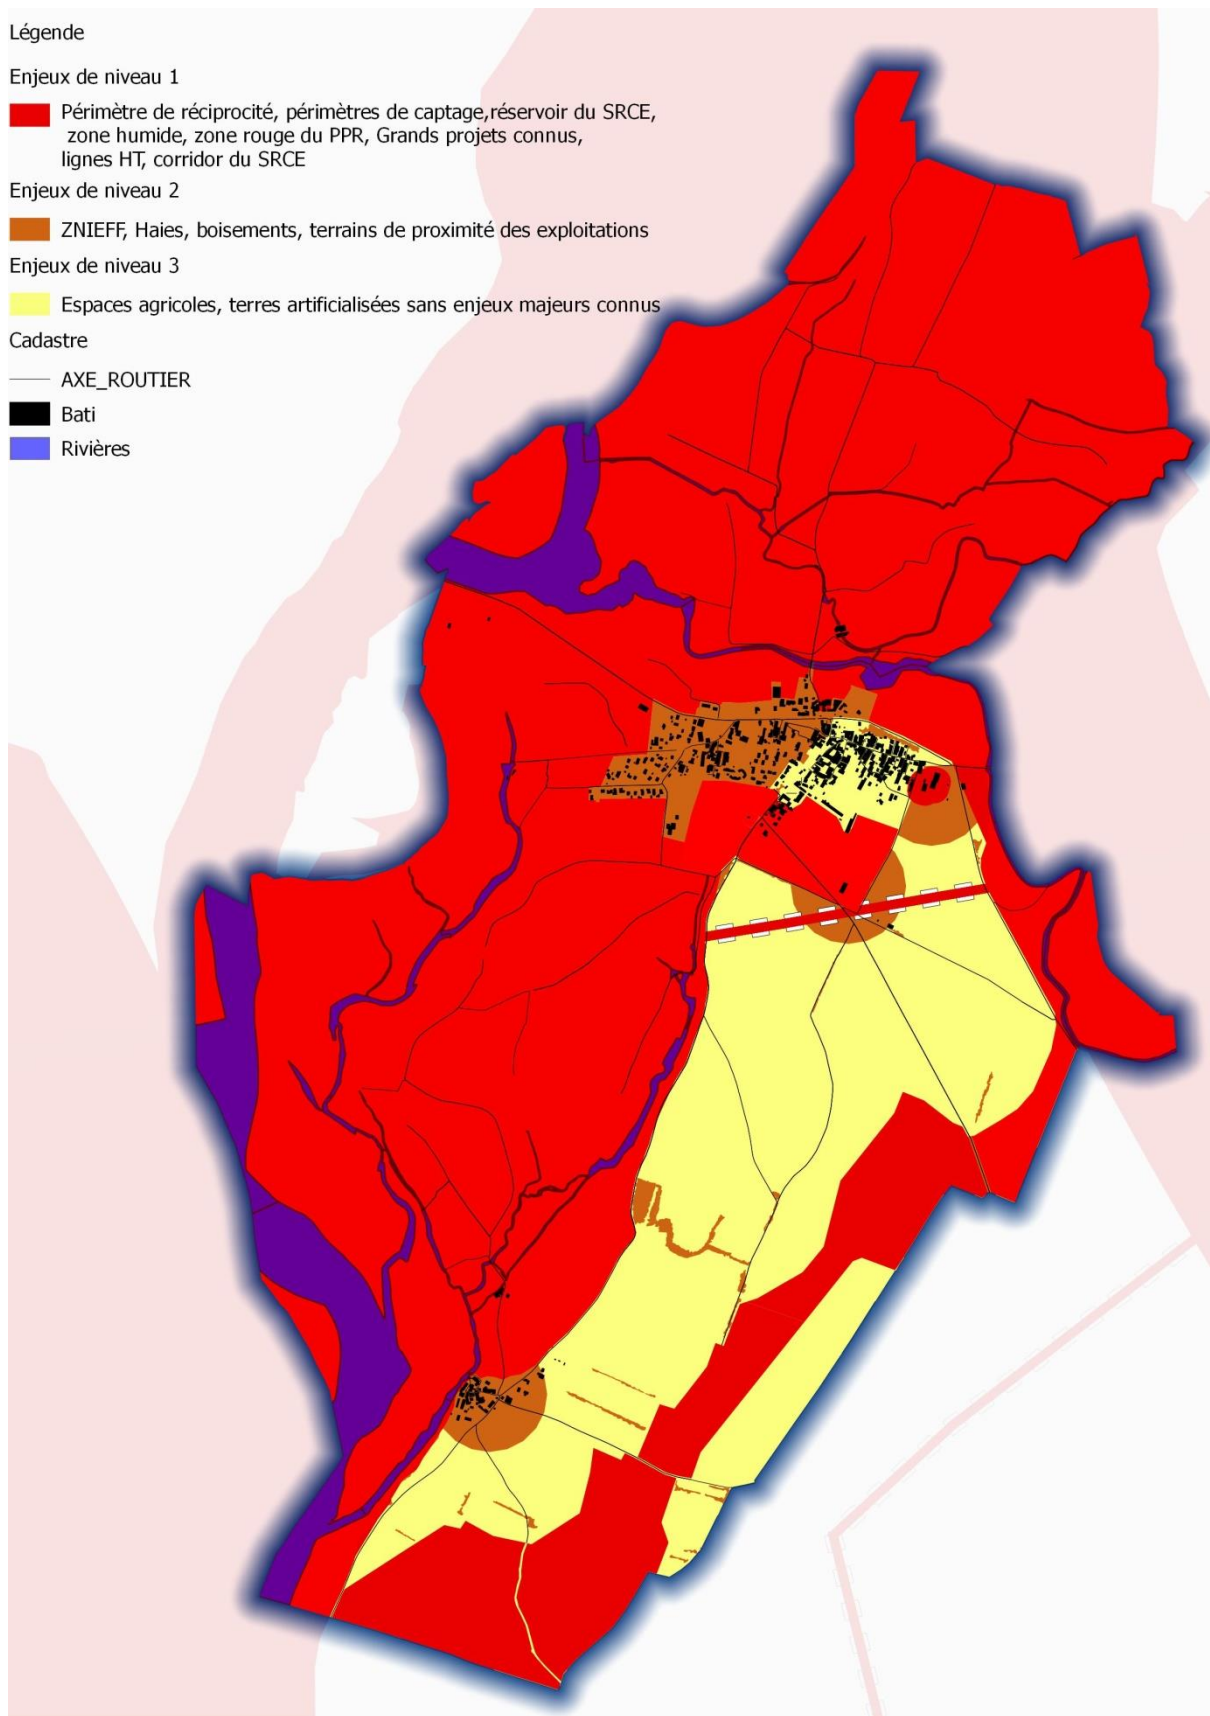 Légende
Enjeux de niveau 1
Périmètre de réciprocité, périmètres de captage,réservoir du SRCE,
zone humide, zone rouge du PPR, Grands projets connus,
lignes HT, corridor du SRCE
Enjeux de niveau 2
ZNIEFF, Haies, boisements, terrains de proximité des exploitations
Enjeux de niveau 3
Espaces agricoles, terres artificialisées sans enjeux majeurs connus
Cadastre
AXE_ROUTIER
Bati
Rivières